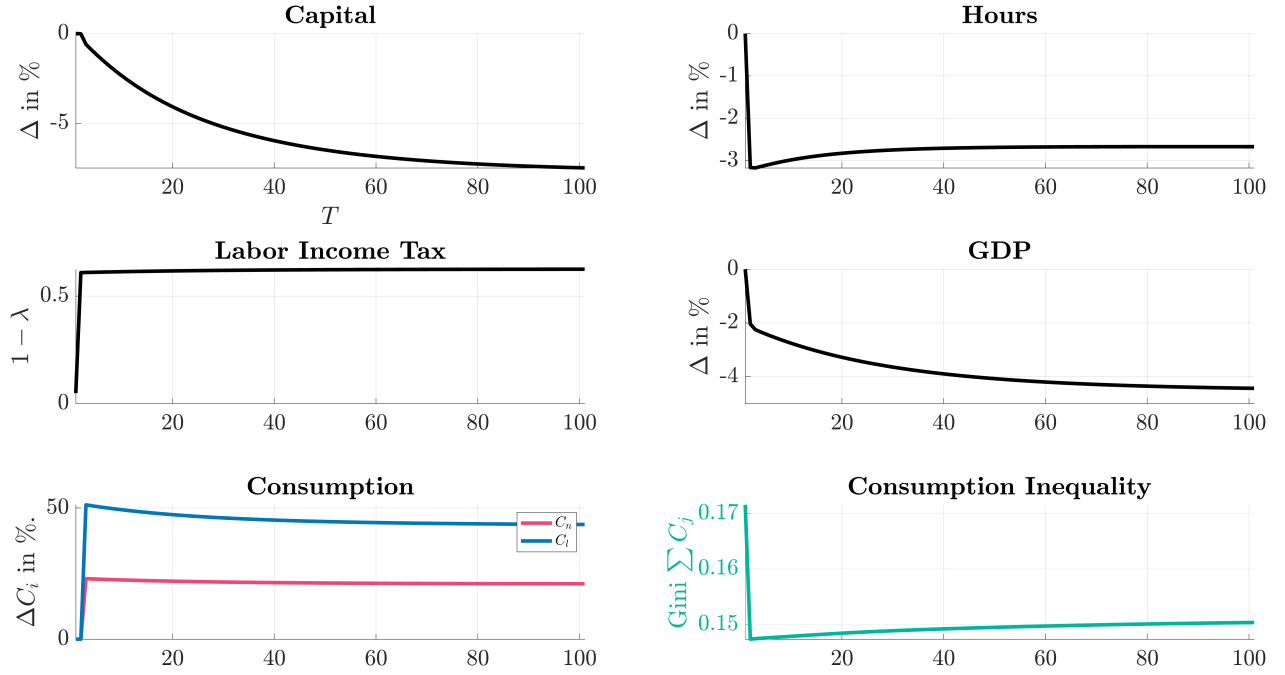 Capital
Δ in %
0
-5
20 40 60 80 100
T
Hours
Δ in %
0
-1
-2
-3
20 40 60 80 100
Labor Income Tax
1 − λ
0.5
0
20 40 60 80 100
GDP
Δ in %
0
-2
-4
20 40 60 80 100
Consumption
ΔC_i in %.
50
0
C_n
C_l
20 40 60 80 100
Consumption Inequality
Gini ∑ C_j
0.17
0.16
0.15
20 40 60 80 100